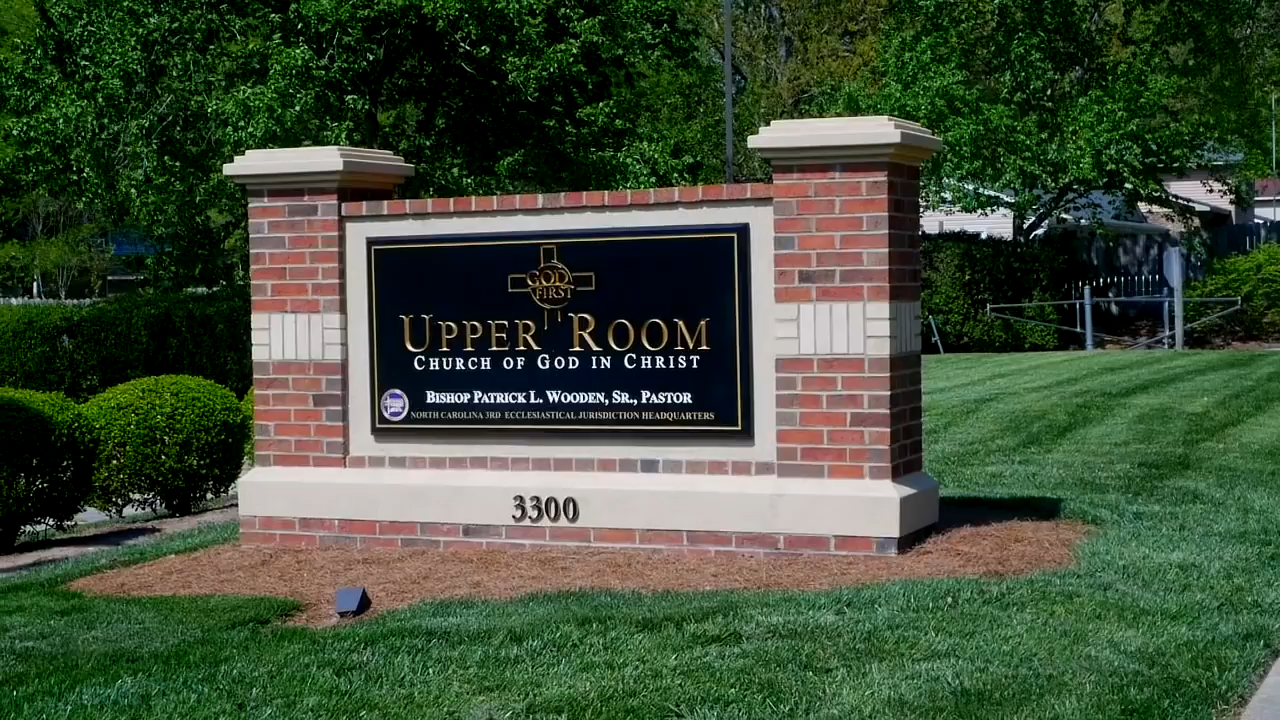 GOD
FIRST
UPPER ROOM
CHURCH OF GOD IN CHRIST
BISHOP PATRICK L. WOODEN, SR., PASTOR
NORTH CAROLINA 3RD ECCLESIASTICAL JURISDICTION HEADQUARTERS
3300